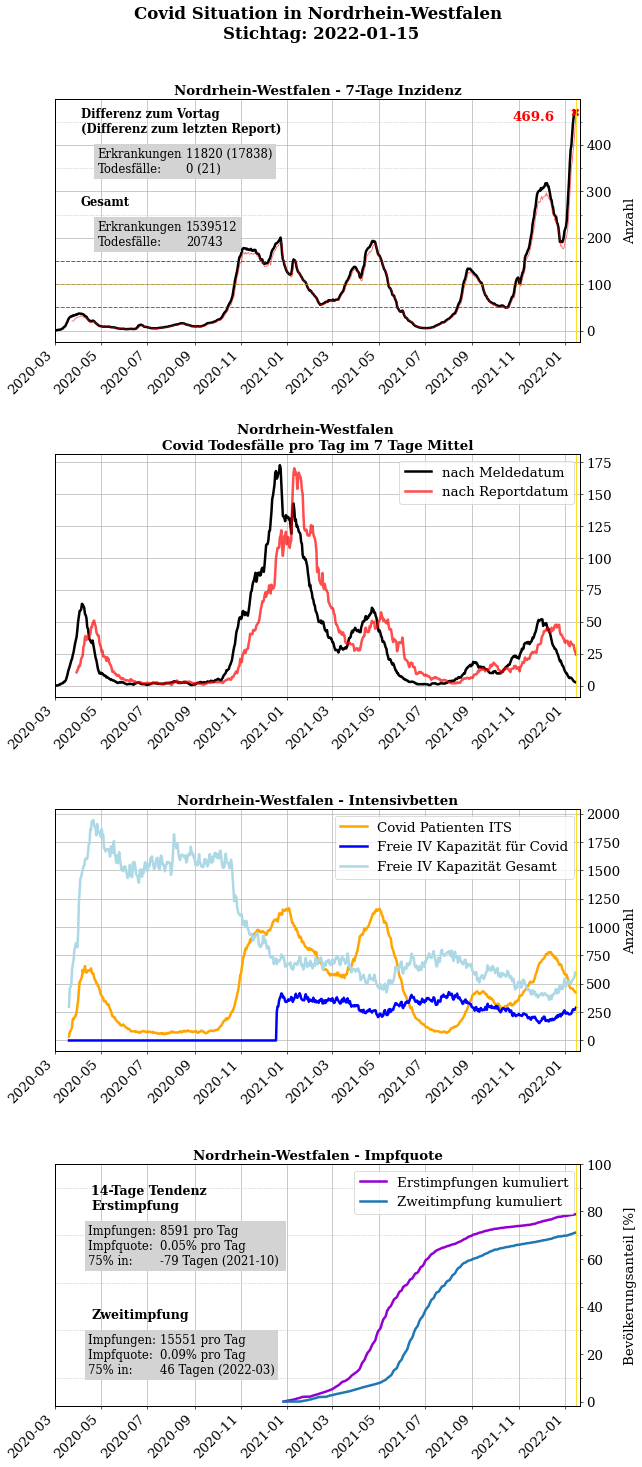 Covid Situation in Nordrhein-Westfalen
Stichtag: 2022-01-15
Nordrhein-Westfalen - 7-Tage Inzidenz
Differenz zum Vortag
(Differenz zum letzten Report)
Erkrankungen 11820 (17838)
Todesfälle: 0 (21)
Gesamt
Erkrankungen 1539512
Todesfälle: 20743
469.6
400
300
200
100
0
Anzahl
2020-03 2020-05 2020-07 2020-09 2020-11 2021-01 2021-03 2021-05 2021-07 2021-09 2021-11 2022-01
Nordrhein-Westfalen
Covid Todesfälle pro Tag im 7 Tage Mittel
nach Meldedatum
nach Reportdatum
175
150
125
100
75
50
25
0
2020-03 2020-05 2020-07 2020-09 2020-11 2021-01 2021-03 2021-05 2021-07 2021-09 2021-11 2022-01
Nordrhein-Westfalen - Intensivbetten
Covid Patienten ITS
Freie IV Kapazität für Covid
Freie IV Kapazität Gesamt
2000
1750
1500
1250
1000
750
500
250
0
Anzahl
2020-03 2020-05 2020-07 2020-09 2020-11 2021-01 2021-03 2021-05 2021-07 2021-09 2021-11 2022-01
Nordrhein-Westfalen - Impfquote
14-Tage Tendenz
Erstimpfung
Impfungen: 8591 pro Tag
Impfquote: 0.05% pro Tag
75% in: -79 Tagen (2021-10)
Zweitimpfung
Impfungen: 15551 pro Tag
Impfquote: 0.09% pro Tag
75% in: 46 Tagen (2022-03)
Erstimpfungen kumuliert
Zweitimpfung kumuliert
100
80
60
40
20
0
Bevölkerungsanteil [%]
2020-03 2020-05 2020-07 2020-09 2020-11 2021-01 2021-03 2021-05 2021-07 2021-09 2021-11 2022-01